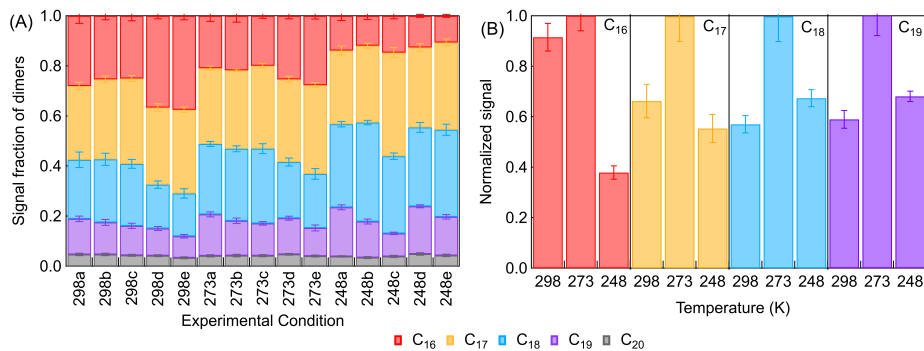 (A)
Signal fraction of dimers
1.0
0.8
0.6
0.4
0.2
0.0
298a 298b 298c 298d 298e 273a 273b 273c 273d 273e 248a 248b 248c 248d 248e
Experimental Condition
(B)
Normalized signal
1.0
0.8
0.6
0.4
0.2
0.0
C16 C17 C18 C19
298 273 248 298 273 248 298 273 248 298 273 248
Temperature (K)
C16 C17 C18 C19 C20